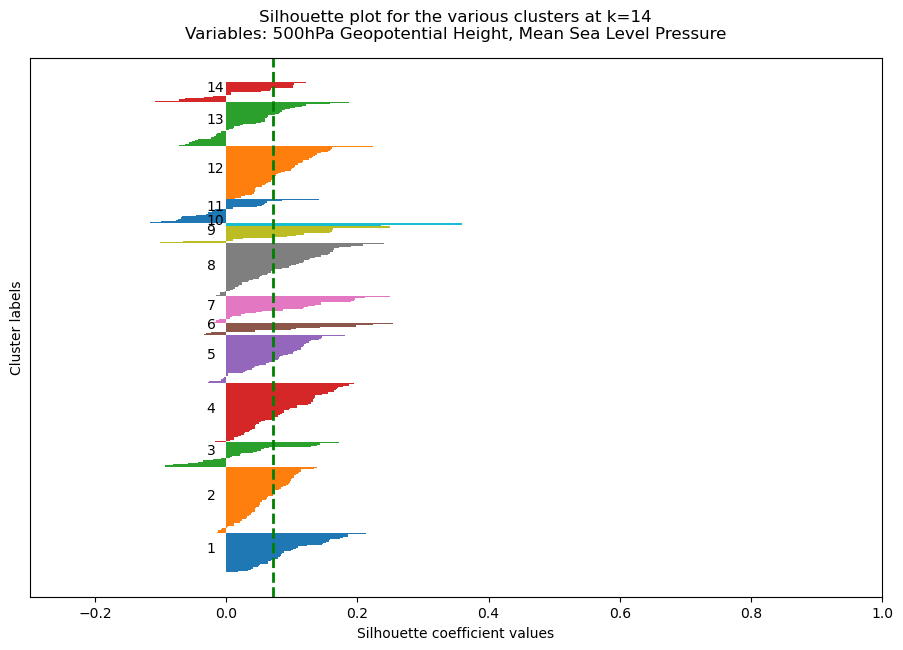 Silhouette plot for the various clusters at k=14
Variables: 500hPa Geopotential Height, Mean Sea Level Pressure
Cluster labels
14
13
12
11
10
9
8
7
6
5
4
3
2
1
−0.2 0.0 0.2 0.4 0.6 0.8 1.0
Silhouette coefficient values